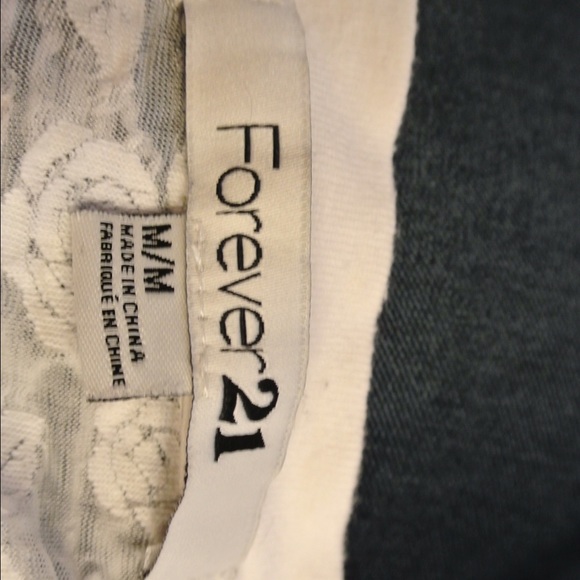 Forever21
M/M
MADE IN CHINA
FABRIQUÉ EN CHINE